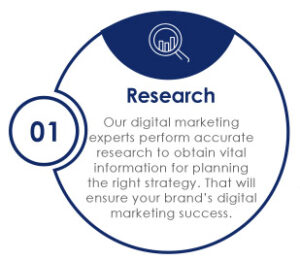 Research
01
Our digital marketing
experts perform accurate
research to obtain vital
information for planning
the right strategy. That will
ensure your brand’s digital
marketing success.